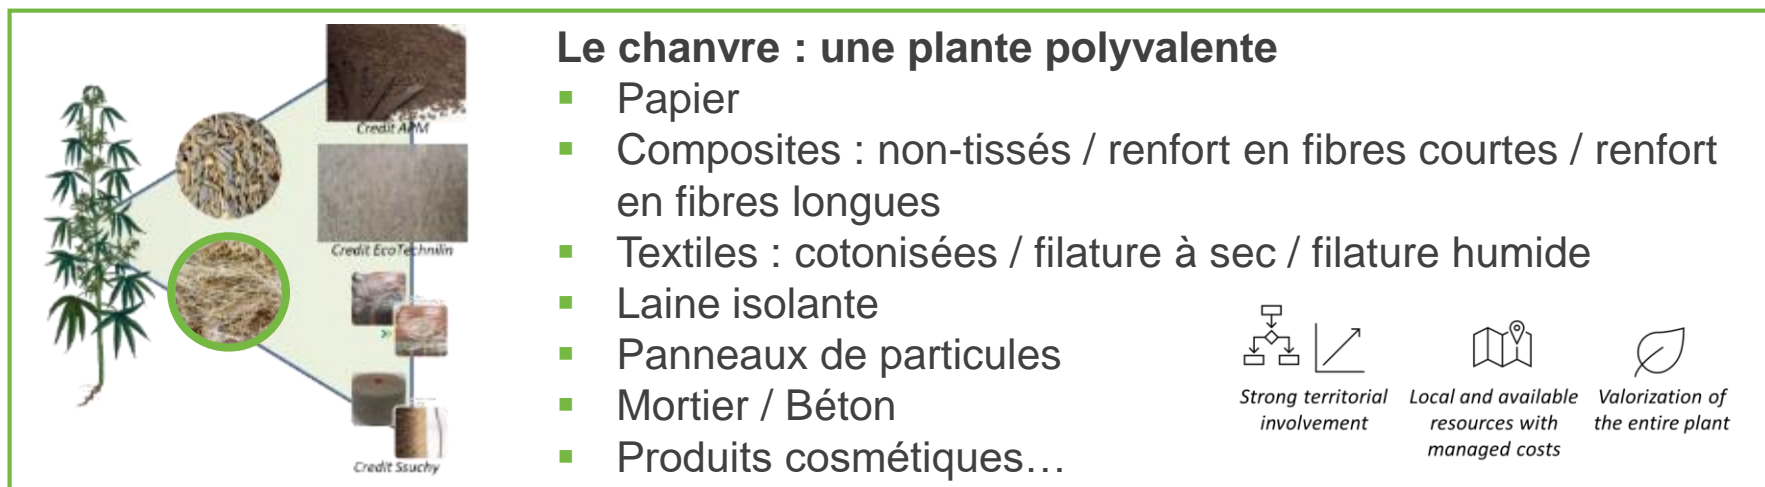 Le chanvre : une plante polyvalente
▪ Papier
▪ Composites : non-tissés / renfort en fibres courtes / renfort
en fibres longues
▪ Textiles : cotonisées / filature à sec / filature humide
▪ Laine isolante
▪ Panneaux de particules
▪ Mortier / Béton
▪ Produits cosmétiques…
Credit APM
Credit EcoTechnilin
Credit Ssuchy
Strong territorial
involvement
Local and available
resources with
managed costs
Valorization of
the entire plant